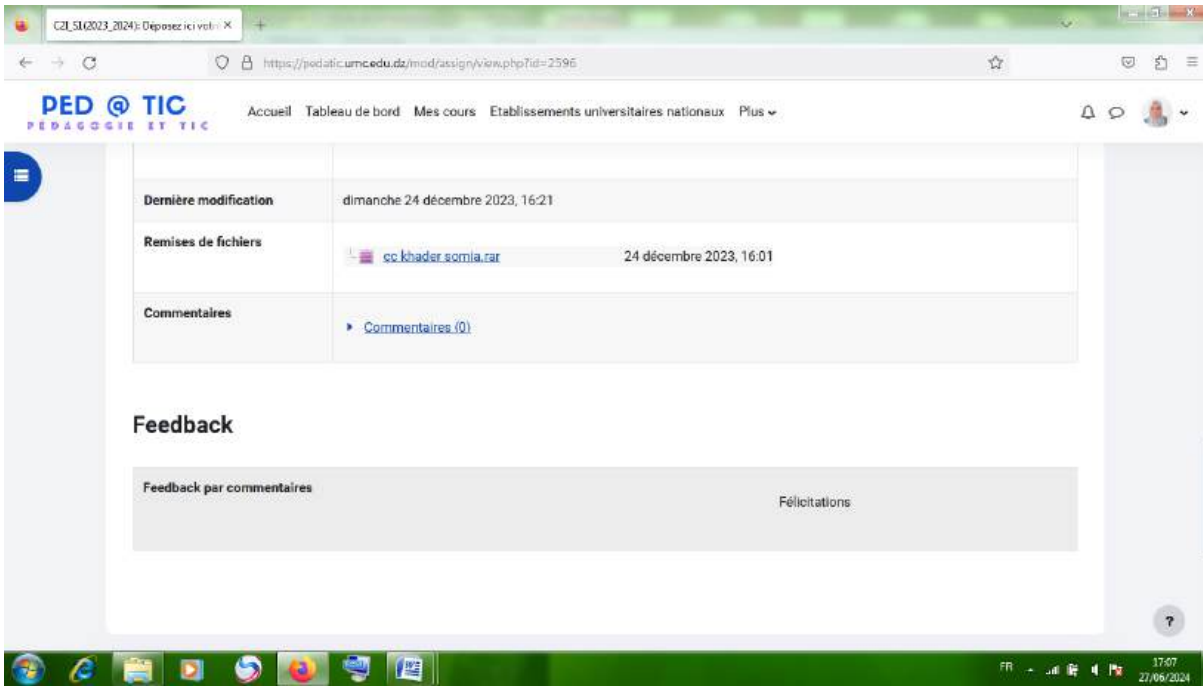 C2I_S1(2023_2024): Déposez ici votr
https://pedatic.umc.edu.dz/mod/assign/view.php?id=2596
PED @ TIC
PÉDAGOGIE ET TIC
Accueil Tableau de bord Mes cours Etablissements universitaires nationaux Plus
Dernière modification dimanche 24 décembre 2023, 16:21
Remises de fichiers
cc khader somia.rar 24 décembre 2023, 16:01
Commentaires
Commentaires (0)
Feedback
Feedback par commentaires
Félicitations
?
FR 17:07
27/06/2024